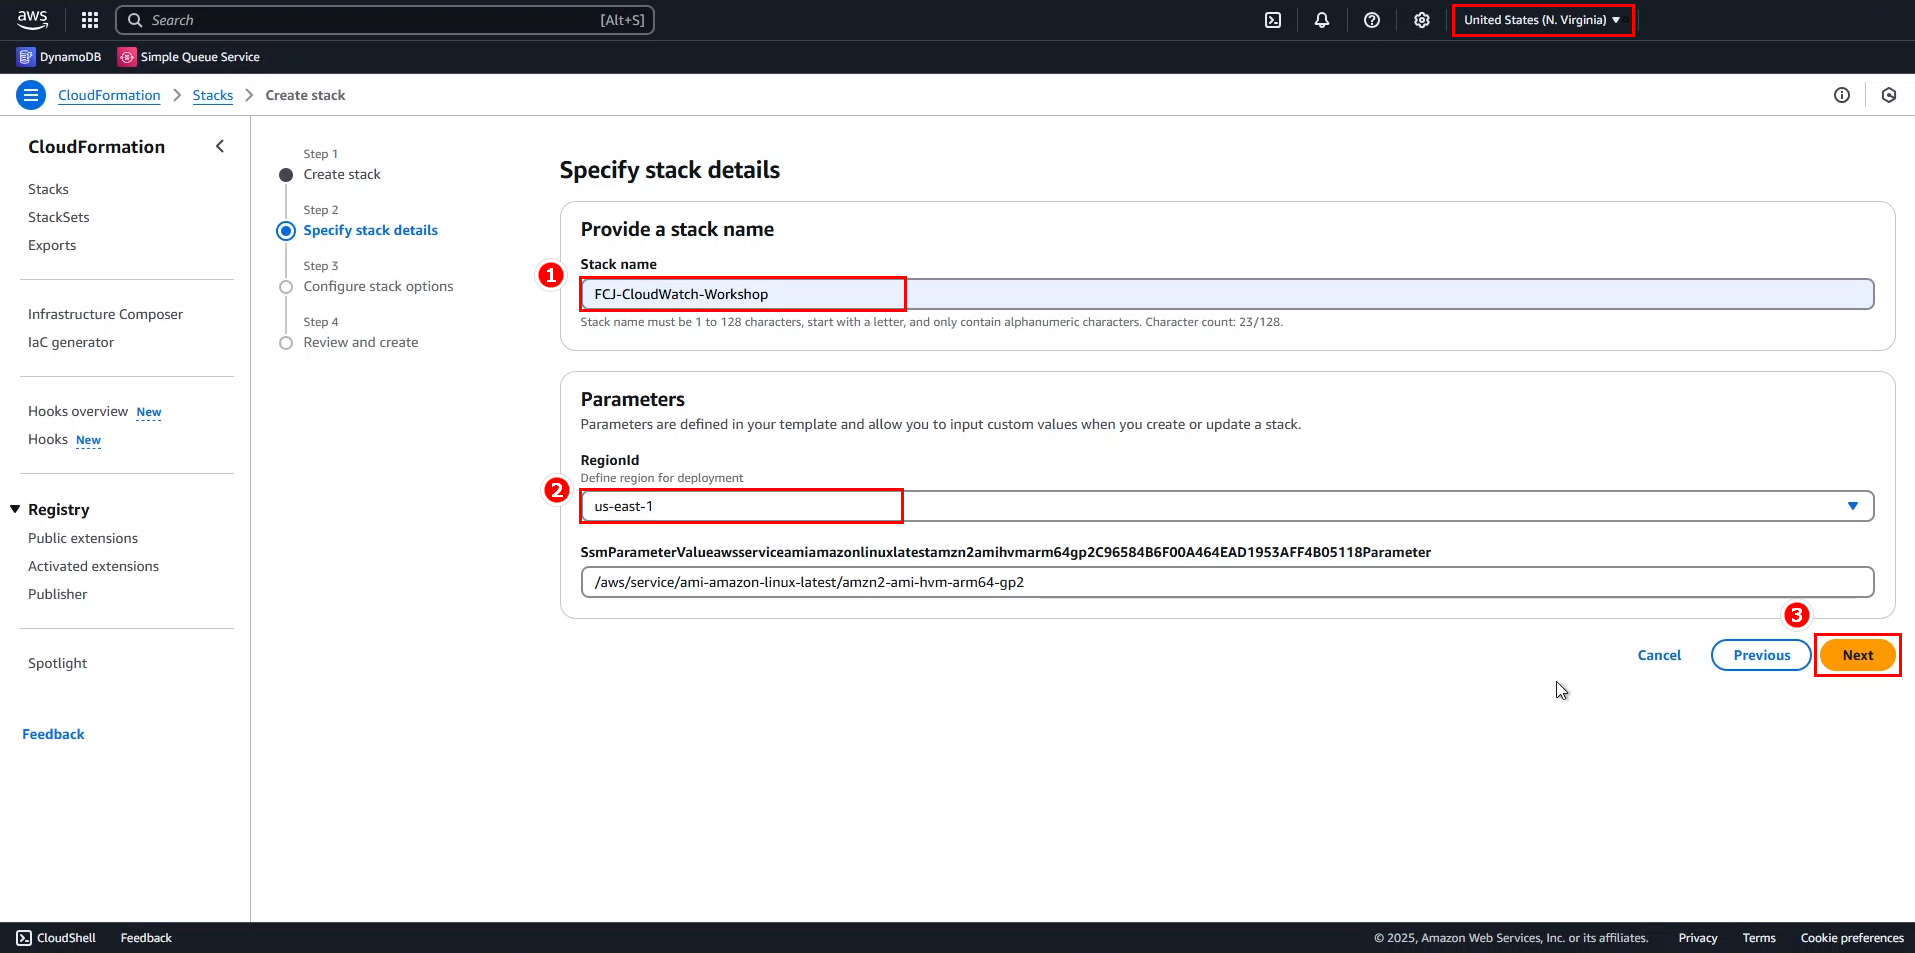 aws
Search [Alt+S]
United States (N. Virginia)
DynamoDB Simple Queue Service
CloudFormation Stacks Create stack
CloudFormation
Stacks
StackSets
Exports
Infrastructure Composer
IaC generator
Hooks overview New
Hooks New
Registry
Public extensions
Activated extensions
Publisher
Spotlight
Feedback
Step 1
Create stack
Step 2
Specify stack details
Step 3
Configure stack options
Step 4
Review and create
Specify stack details
Provide a stack name
Stack name
1
FCJ-CloudWatch-Workshop
Stack name must be 1 to 128 characters, start with a letter, and only contain alphanumeric characters. Character count: 23/128.
Parameters
Parameters are defined in your template and allow you to input custom values when you create or update a stack.
RegionId
Define region for deployment
2
us-east-1
SsmParameterValueawsserviceamiamazonlinuxlatestamzn2amihvmarm64gp2C96584B6F00A464EAD1953AFF4B05118Parameter
/aws/service/ami-amazon-linux-latest/amzn2-ami-hvm-arm64-gp2
3
Cancel Previous Next
CloudShell Feedback
© 2025, Amazon Web Services, Inc. or its affiliates. Privacy Terms Cookie preferences